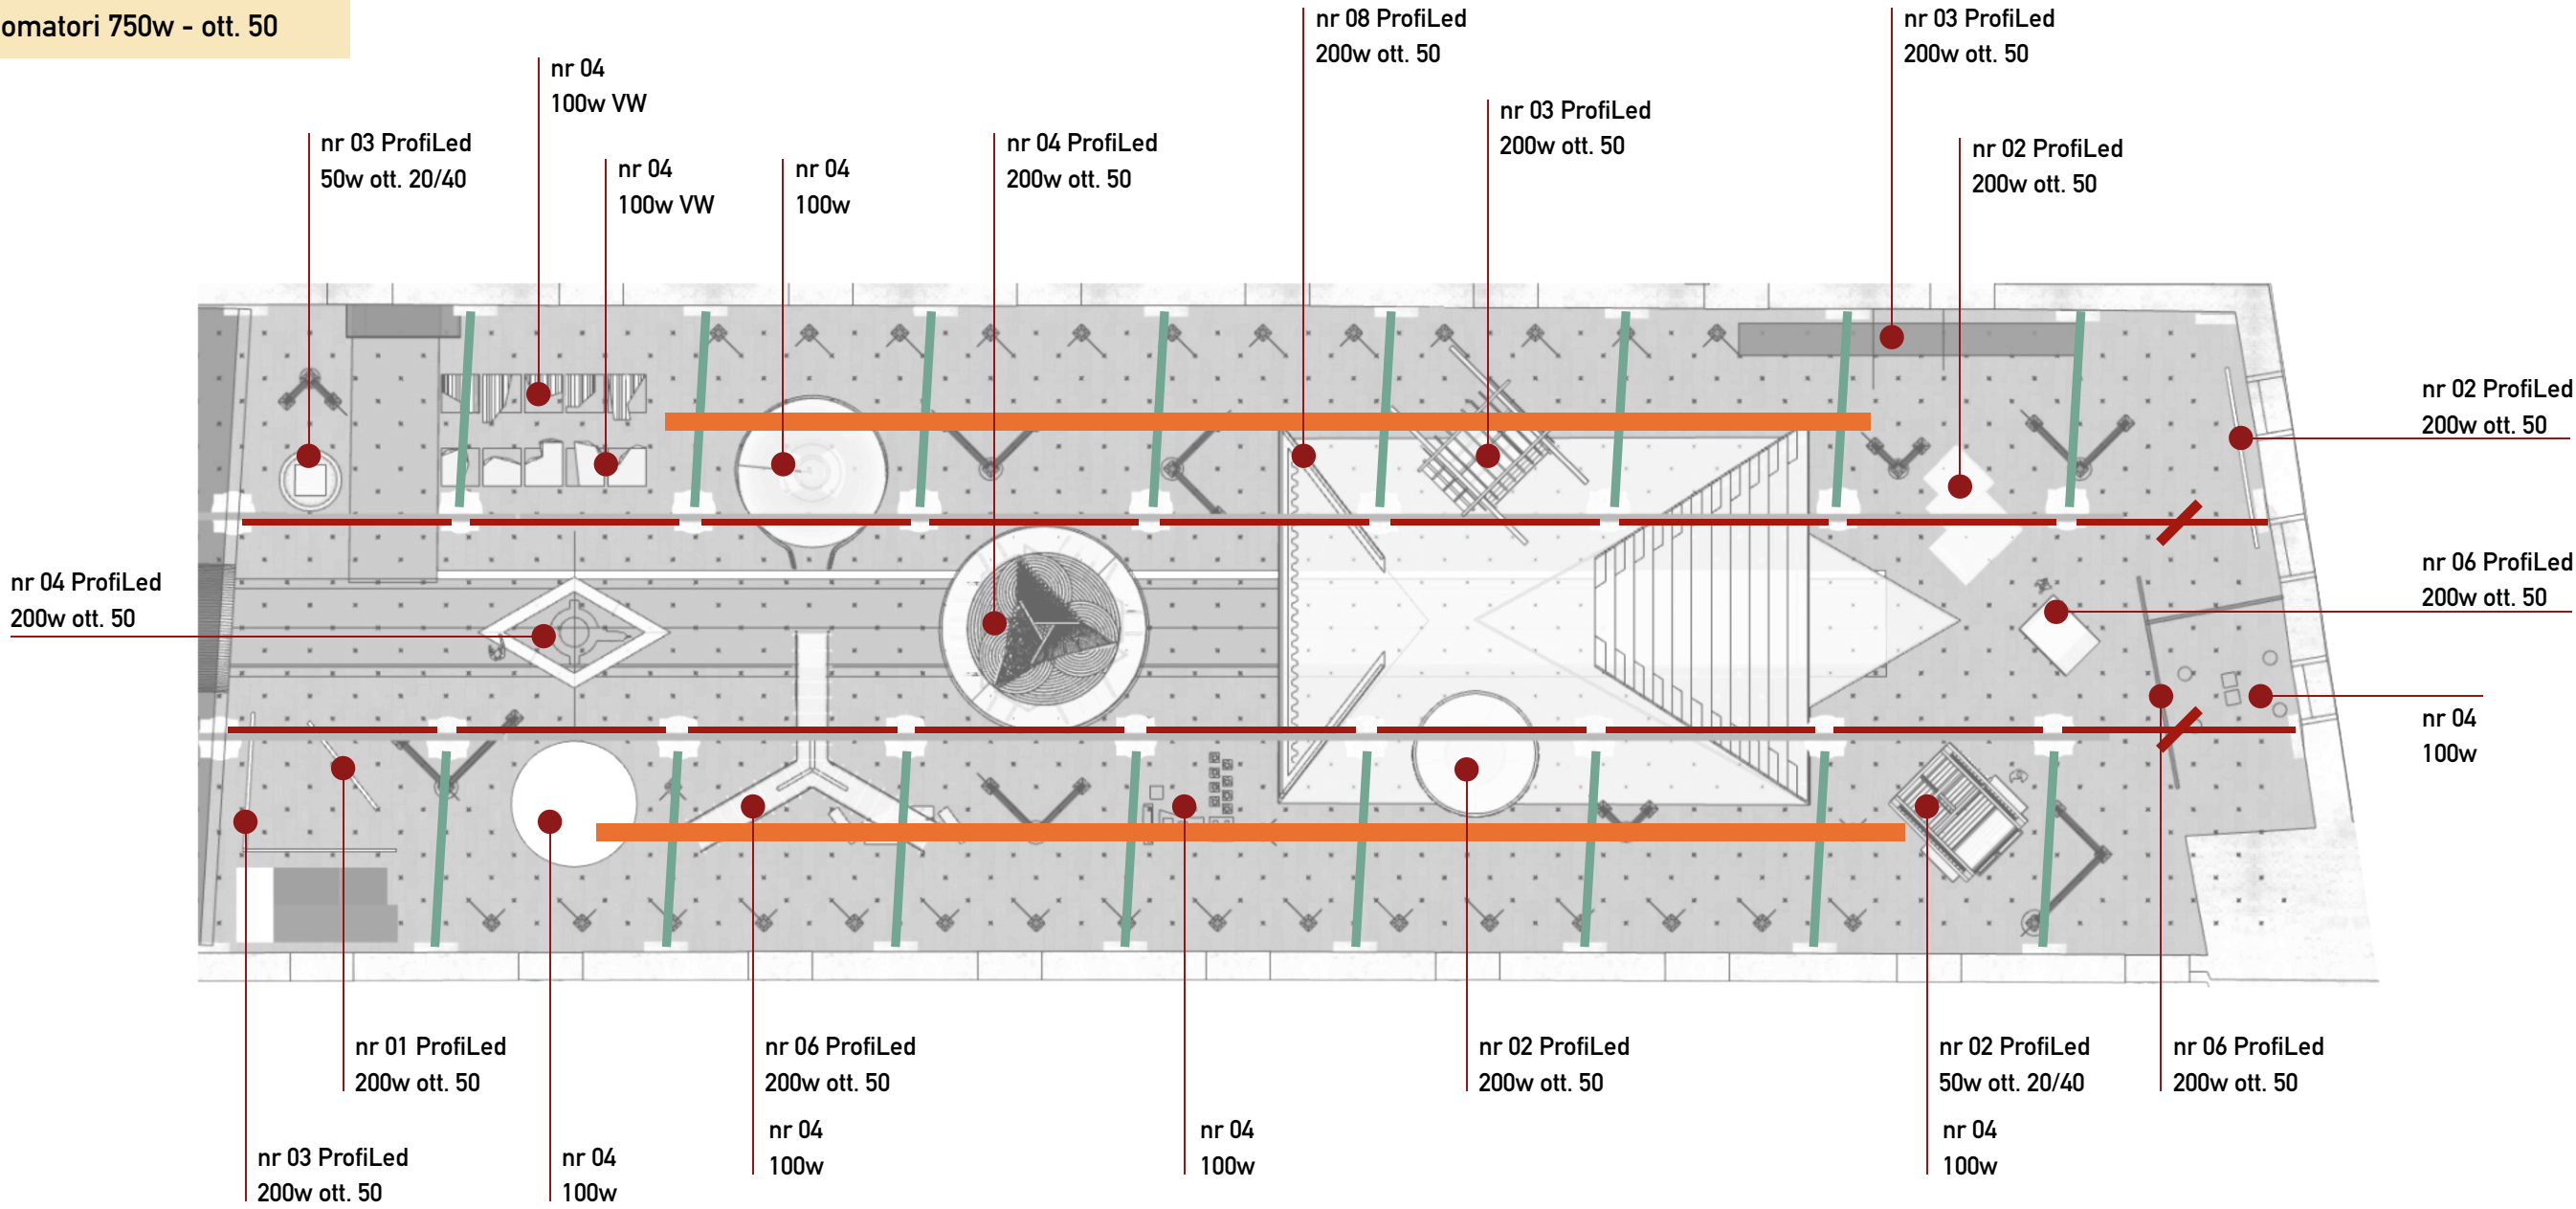 omatori 750w - ott. 50
nr 08 ProfiLed
200w ott. 50
nr 03 ProfiLed
200w ott. 50
nr 04
100w VW
nr 03 ProfiLed
200w ott. 50
nr 03 ProfiLed
50w ott. 20/40
nr 04
100w VW
nr 04
100w
nr 04 ProfiLed
200w ott. 50
nr 02 ProfiLed
200w ott. 50
nr 02 ProfiLed
200w ott. 50
nr 04 ProfiLed
200w ott. 50
nr 06 ProfiLed
200w ott. 50
nr 04
100w
nr 01 ProfiLed
200w ott. 50
nr 06 ProfiLed
200w ott. 50
nr 02 ProfiLed
200w ott. 50
nr 02 ProfiLed
50w ott. 20/40
nr 06 ProfiLed
200w ott. 50
nr 03 ProfiLed
200w ott. 50
nr 04
100w
nr 04
100w
nr 04
100w
nr 04
100w